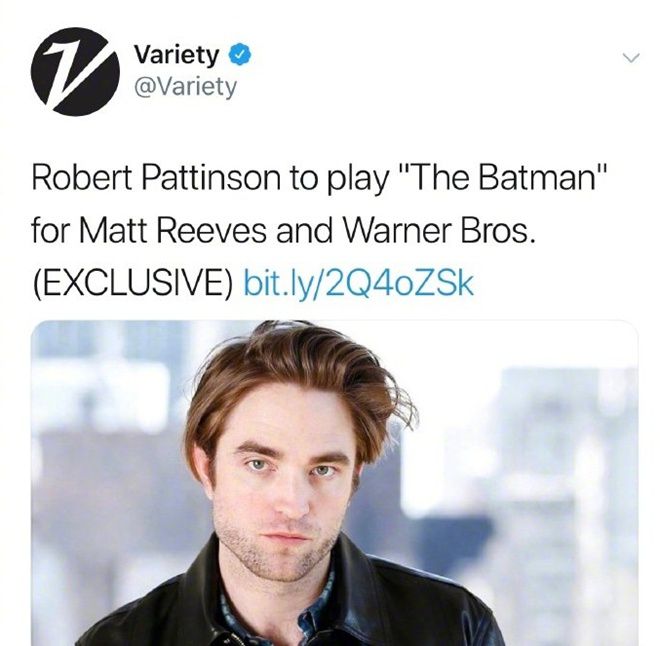 Variety
@Variety
Robert Pattinson to play "The Batman"
for Matt Reeves and Warner Bros.
(EXCLUSIVE) bit.ly/2Q4oZSk